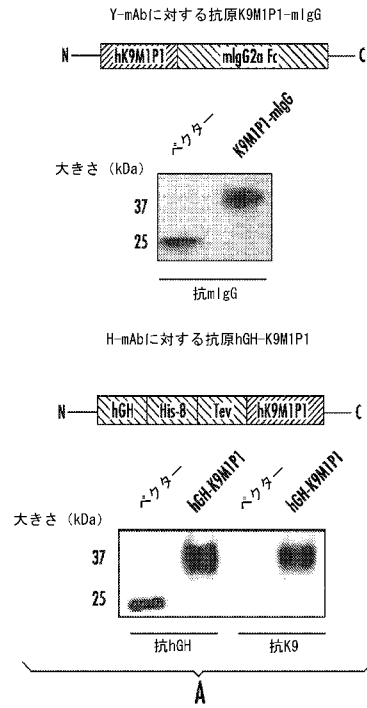 Y-mAbに対する抗原K9M1P1-mIgG
N hK9M1P1 mIgG2a Fc C
ベクター K9M1P1-mIgG
大きさ (kDa)
37
25
抗mIgG
H-mAbに対する抗原hGH-K9M1P1
N hGH His-8 Tev hK9M1P1 C
ベクター hGH-K9M1P1 ベクター hGH-K9M1P1
大きさ (kDa)
37
25
抗hGH 抗K9
A